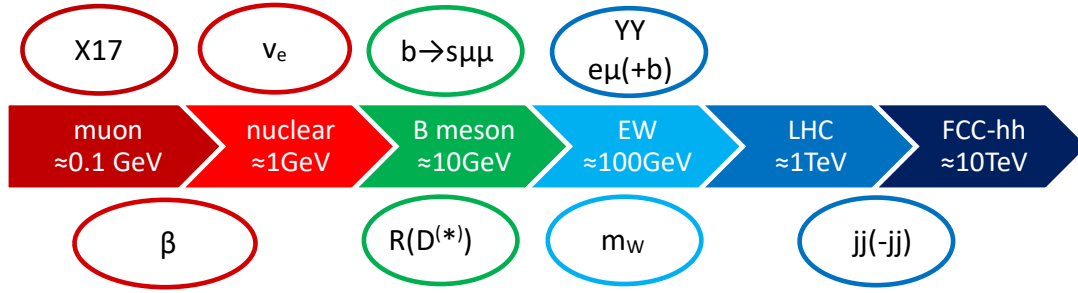 X17
νe
b→sμμ
YY
eμ(+b)
muon
≈0.1 GeV
nuclear
≈1GeV
B meson
≈10GeV
EW
≈100GeV
LHC
≈1TeV
FCC-hh
≈10TeV
β
R(D(*))
mW
jj(-jj)